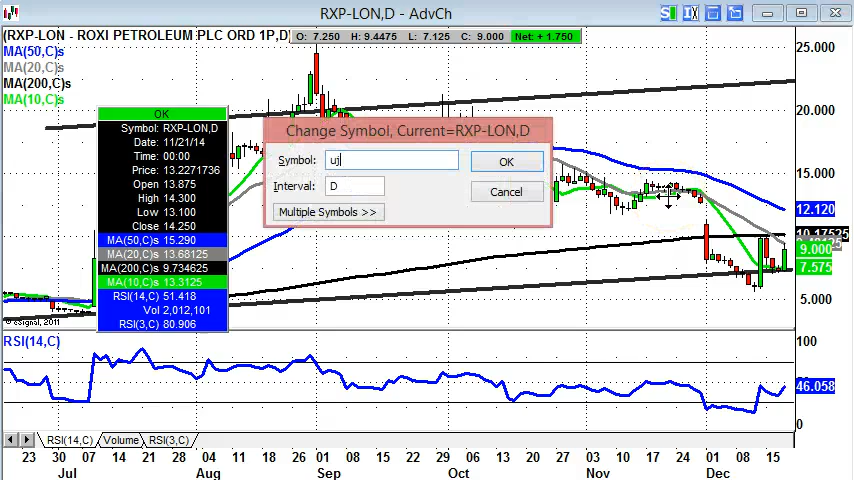 RXP-LON,D - AdvCh
(RXP-LON - ROXI PETROLEUM PLC ORD 1P,D) O: 7.250 H: 9.4475 L: 7.125 C: 9.000 Net: + 1.750
MA(50,C)s
MA(20,C)s
MA(200,C)s
MA(10,C)s
25.000
20.000
15.000
12.120
10.17525
9.000
7.575
5.000
OK
Symbol: RXP-LON,D
Date: 11/21/14
Time: 00:00
Price: 13.2271736
Open 13.875
High 14.300
Low 13.100
Close 14.250
MA(50,C)s 15.290
MA(20,C)s 13.68125
MA(200,C)s 9.734625
MA(10,C)s 13.3125
RSI(14,C) 51.418
Vol 2,012,101
RSI(3,C) 80.906
Change Symbol, Current=RXP-LON,D
Symbol: uj OK
Interval: D Cancel
Multiple Symbols >>
© eSignal, 2011
RSI(14,C)
100
46.058
0
RSI(14,C) Volume RSI(3,C)
23 30 07 14 21 28 04 11 18 26 01 08 15 22 01 06 13 20 27 03 10 17 24 01 08 15
Jul Aug Sep Oct Nov Dec